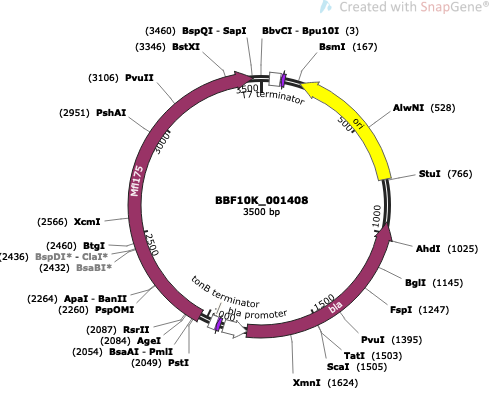 Created with SnapGene®
(3460) BspQI - SapI
BbvCI - Bpu10I (3)
(3346) BstXI
BsmI (167)
(3106) PvuII
(2951) PshAI
AlwNI (528)
StuI (766)
(2566) XcmI
(2460) BtgI
BspDI* - ClaI*
(2432) BsaBI*
AhdI (1025)
BglI (1145)
FspI (1247)
(2264) ApaI - BanII
(2260) PspOMI
(2087) RsrII
(2084) AgeI
(2054) BsaAI - PmlI
(2049) PstI
PvuI (1395)
TatI (1503)
ScaI (1505)
XmnI (1624)
3500
T7 terminator
ori
500
1000
bla
1500
bla promoter
tonB terminator
2500
Mfl175
3000
BBF10K_001408
3500 bp